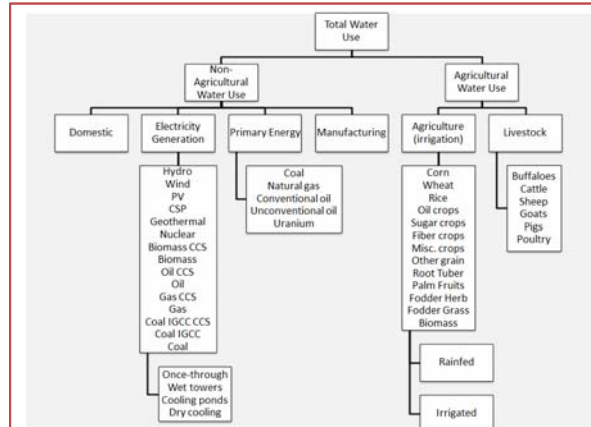 Total Water
Use
Non-
Agricultural
Water Use
Agricultural
Water Use
Domestic
Electricity
Generation
Primary Energy
Manufacturing
Agriculture
(irrigation)
Livestock
Hydro
Wind
PV
CSP
Geothermal
Nuclear
Biomass CCS
Biomass
Oil CCS
Oil
Gas CCS
Gas
Coal IGCC CCS
Coal IGCC
Coal
Coal
Natural gas
Conventional oil
Unconventional oil
Uranium
Corn
Wheat
Rice
Oil crops
Sugar crops
Fiber crops
Misc. crops
Other grain
Root Tuber
Palm Fruits
Fodder Herb
Fodder Grass
Biomass
Buffaloes
Cattle
Sheep
Goats
Pigs
Poultry
Once-through
Wet towers
Cooling ponds
Dry cooling
Rainfed
Irrigated